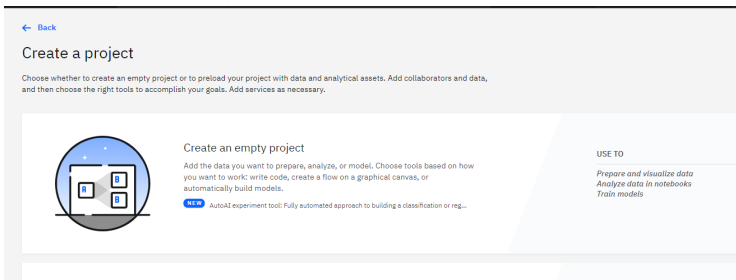 ← Back
Create a project
Choose whether to create an empty project or to preload your project with data and analytical assets. Add collaborators and data,
and then choose the right tools to accomplish your goals. Add services as necessary.
Create an empty project
Add the data you want to prepare, analyze, or model. Choose tools based on how
you want to work: write code, create a flow on a graphical canvas, or
automatically build models.
NEW AutoAI experiment tool: Fully automated approach to building a classification or reg...
A
B
B
USE TO
Prepare and visualize data
Analyze data in notebooks
Train models